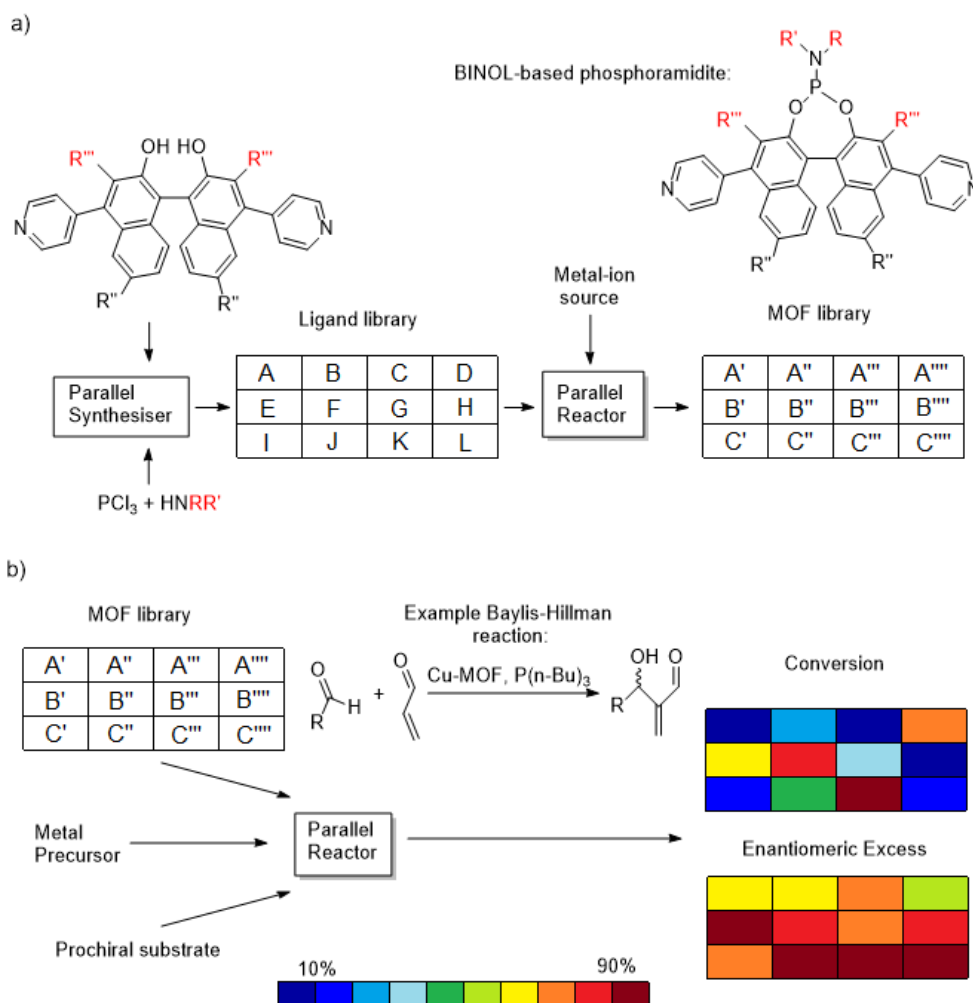 a)
BINOL-based phosphoramidite:
R' R
N
P
O O
R''' R'''
N N
R'' R''
OH HO
R''' R'''
N N
R'' R''
Metal-ion
source
Ligand library
MOF library
Parallel
Synthesiser
A B C D
E F G H
I J K L
Parallel
Reactor
A' A'' A''' A''''
B' B'' B''' B''''
C' C'' C''' C''''
PCl3 + HNRR'
b)
MOF library
A' A'' A''' A''''
B' B'' B''' B''''
C' C'' C''' C''''
Example Baylis-Hillman
reaction:
O
R H
+
O
Cu-MOF, P(n-Bu)3
OH O
R
Conversion
Metal
Precursor
Parallel
Reactor
Enantiomeric Excess
Prochiral substrate
10% 90%